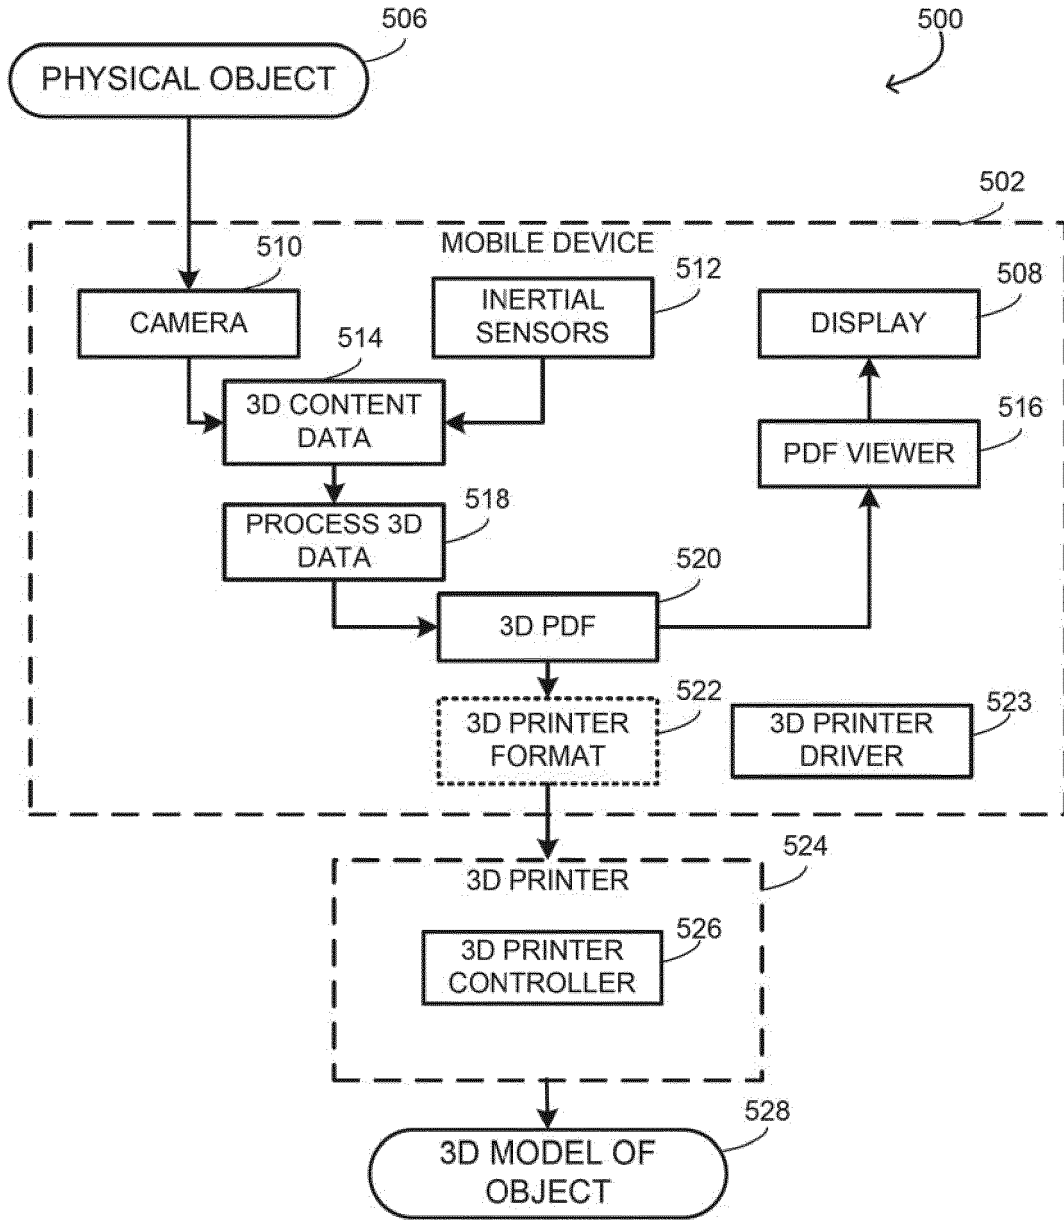 506
500
PHYSICAL OBJECT
502
MOBILE DEVICE
510
512
508
CAMERA
INERTIAL
SENSORS
DISPLAY
514
516
3D CONTENT
DATA
PDF VIEWER
518
PROCESS 3D
DATA
520
3D PDF
522
523
3D PRINTER
FORMAT
3D PRINTER
DRIVER
524
3D PRINTER
526
3D PRINTER
CONTROLLER
528
3D MODEL OF
OBJECT